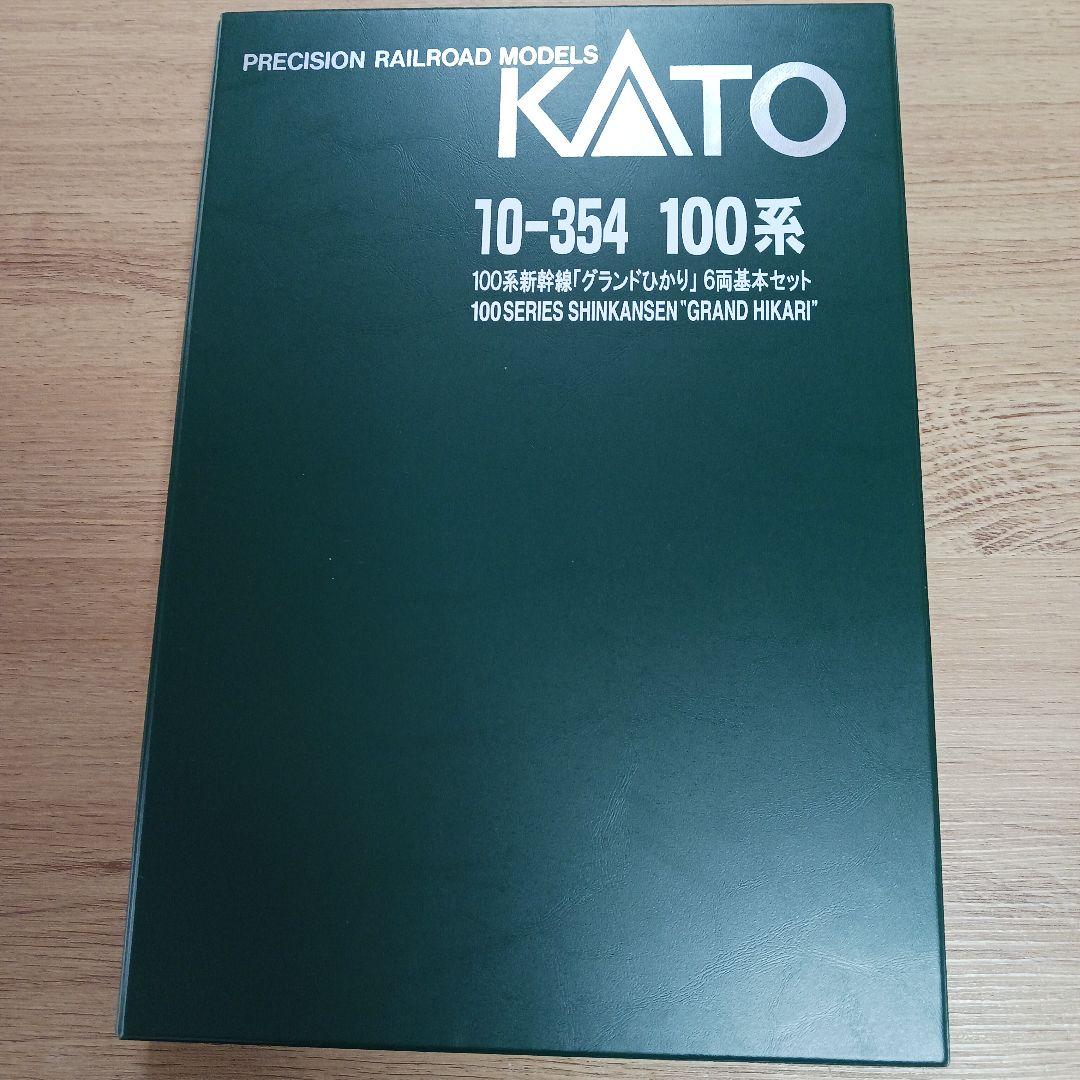 PRECISION RAILROAD MODELS
KATO
10-354 100系
100系新幹線「グランドひかり」6両基本セット
100 SERIES SHINKANSEN "GRAND HIKARI"